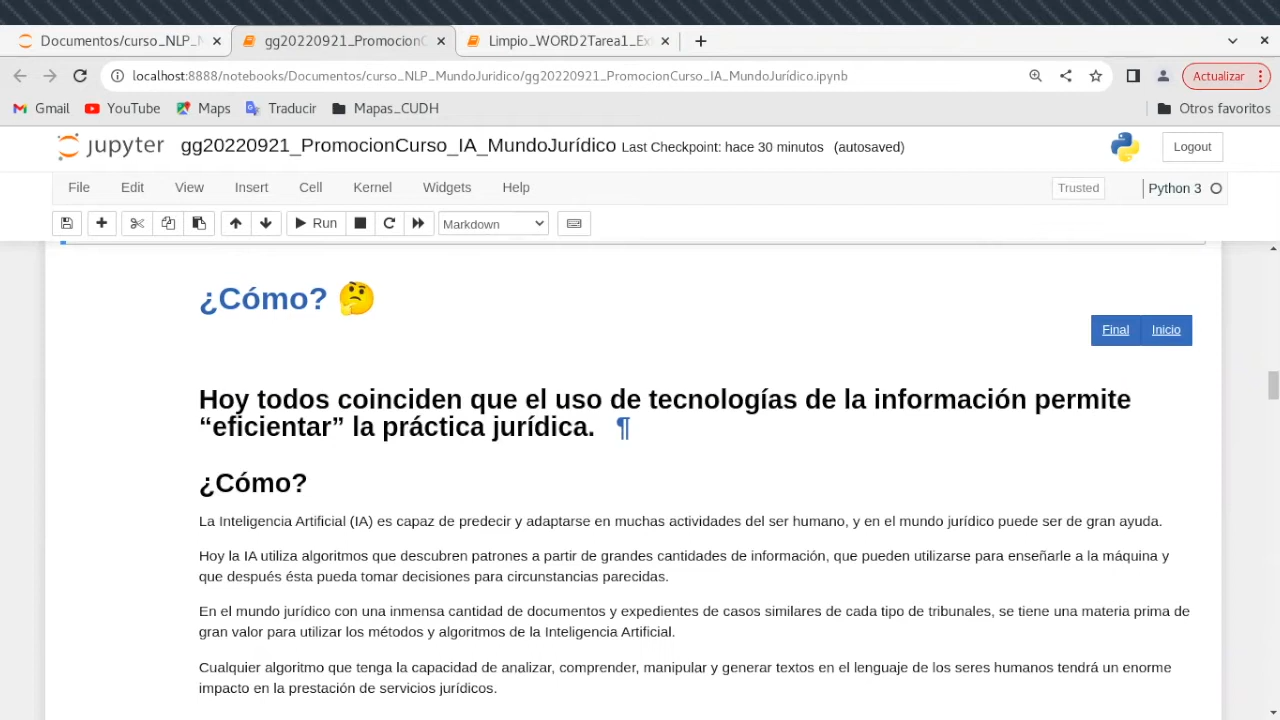 Documentos/curso_NLP_M
gg20220921_PromocionC
Limpio_WORD2Tarea1_Ex
localhost:8888/notebooks/Documentos/curso_NLP_MundoJuridico/gg20220921_PromocionCurso_IA_MundoJurídico.ipynb
Actualizar
Gmail YouTube Maps Traducir Mapas_CUDH Otros favoritos
jupyter gg20220921_PromocionCurso_IA_MundoJurídico Last Checkpoint: hace 30 minutos (autosaved) Logout
File Edit View Insert Cell Kernel Widgets Help Trusted Python 3
Run Markdown
¿Cómo? 🤔
Final Inicio
Hoy todos coinciden que el uso de tecnologías de la información permite
“eficientar” la práctica jurídica. ¶
¿Cómo?
La Inteligencia Artificial (IA) es capaz de predecir y adaptarse en muchas actividades del ser humano, y en el mundo jurídico puede ser de gran ayuda.
Hoy la IA utiliza algoritmos que descubren patrones a partir de grandes cantidades de información, que pueden utilizarse para enseñarle a la máquina y
que después ésta pueda tomar decisiones para circunstancias parecidas.
En el mundo jurídico con una inmensa cantidad de documentos y expedientes de casos similares de cada tipo de tribunales, se tiene una materia prima de
gran valor para utilizar los métodos y algoritmos de la Inteligencia Artificial.
Cualquier algoritmo que tenga la capacidad de analizar, comprender, manipular y generar textos en el lenguaje de los seres humanos tendrá un enorme
impacto en la prestación de servicios jurídicos.